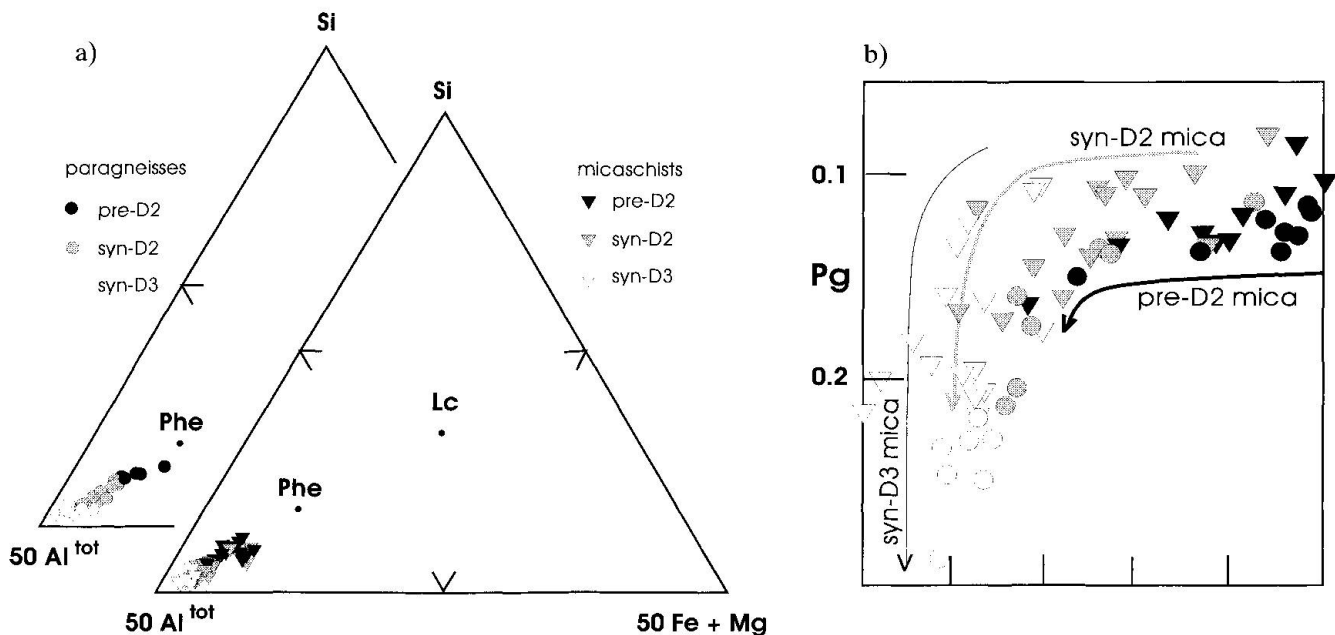 a)
Si
Si
paragneisses
pre-D2
syn-D2
syn-D3
micaschists
pre-D2
syn-D2
syn-D3
Phe
Lc
Phe
50 Al tot
50 Al tot
50 Fe + Mg
b)
syn-D2 mica
0.1
Pg
pre-D2 mica
0.2
syn-D3 mica